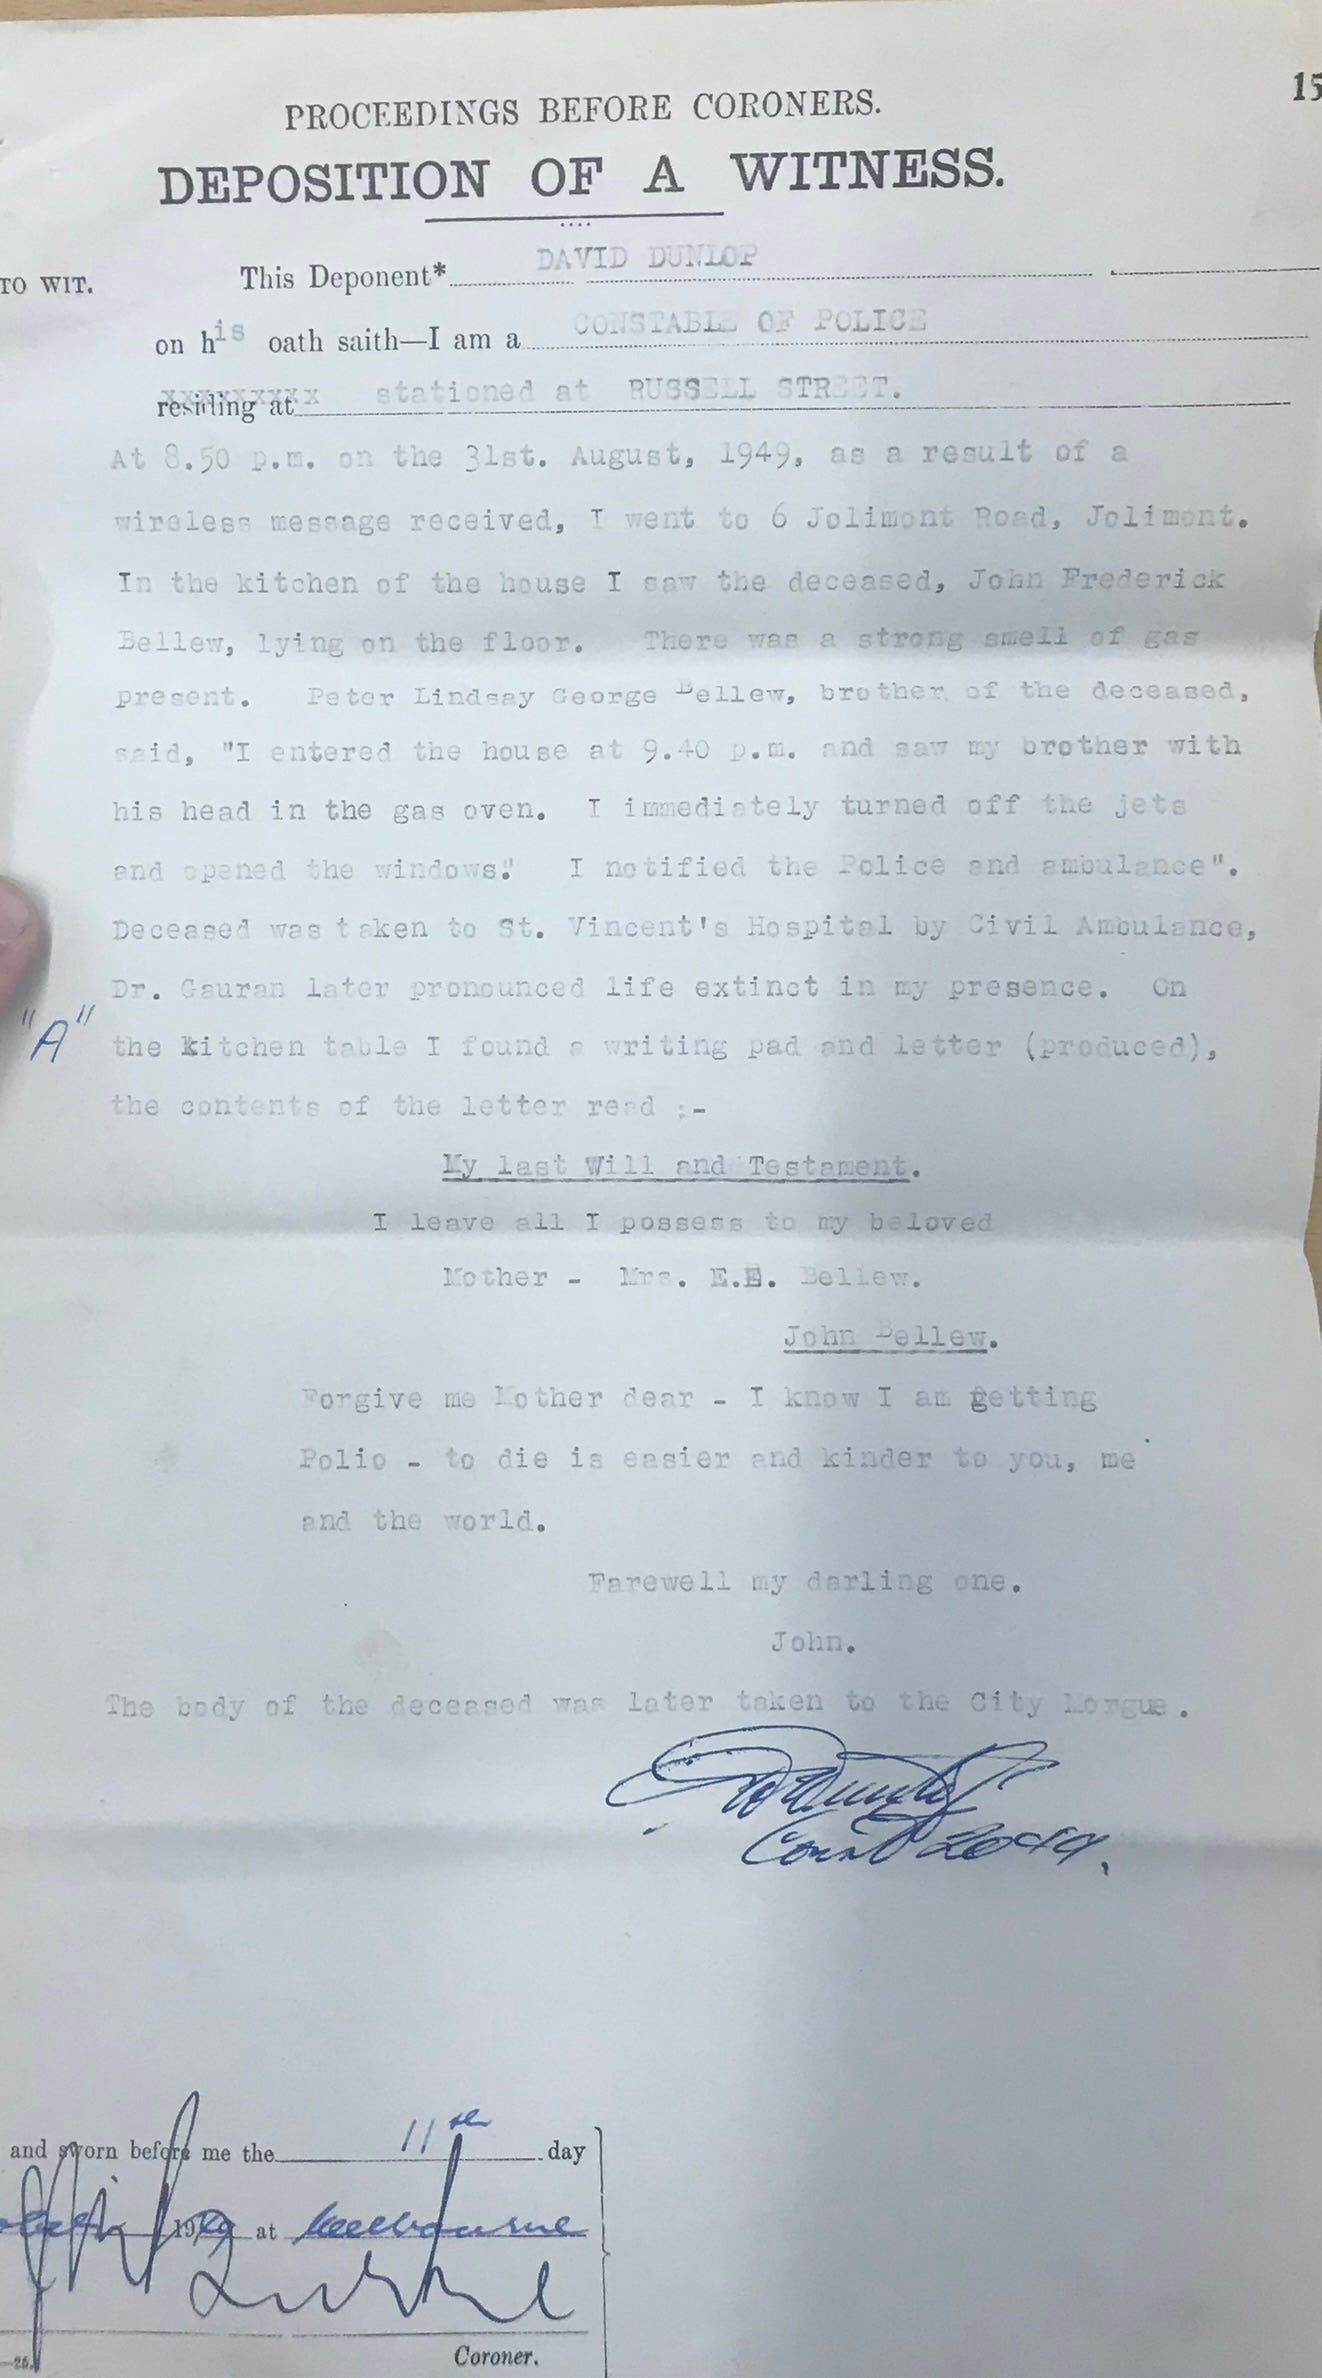 15
PROCEEDINGS BEFORE CORONERS.
DEPOSITION OF A WITNESS.
TO WIT.
This Deponent* DAVID DUNLOP
on his oath saith—I am a CONSTABLE OF POLICE
residing at xxxxxxxxx stationed at RUSSELL STREET.
At 8.50 p.m. on the 31st. August, 1949, as a result of a
wireless message received, I went to 6 Jolimont Road, Jolimont.
In the kitchen of the house I saw the deceased, John Frederick
Bellew, lying on the floor. There was a strong smell of gas
present. Peter Lindsay George Bellew, brother of the deceased,
said, "I entered the house at 9.40 p.m. and saw my brother with
his head in the gas oven. I immediately turned off the jets
and opened the windows." I notified the Police and ambulance".
Deceased was taken to St. Vincent's Hospital by Civil Ambulance,
Dr. Gauran later pronounced life extinct in my presence. On
"A" the kitchen table I found a writing pad and letter (produced),
the contents of the letter read :-
My last Will and Testament.
I leave all I possess to my beloved
Mother - Mrs. E.E. Bellew.
John Bellew.
Forgive me Mother dear - I know I am getting
Polio - to die is easier and kinder to you, me
and the world.
Farewell my darling one.
John.
The body of the deceased was later taken to the City Morgue.
and sworn before me the 11th day
1949 at Melbourne
Coroner.